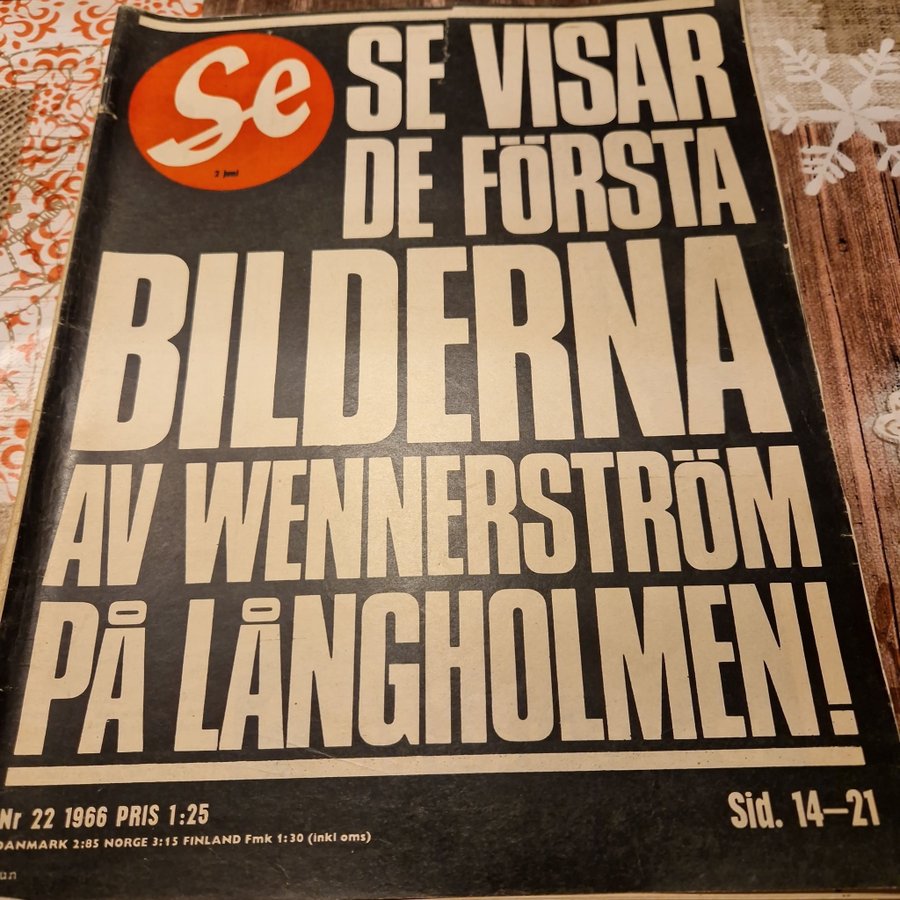 Se
2 juni
SE VISAR
DE FÖRSTA
BILDERNA
AV WENNERSTRÖM
PÅ LÅNGHOLMEN!
Nr 22 1966 PRIS 1:25
DANMARK 2:85 NORGE 3:15 FINLAND Fmk 1:30 (inkl oms)
Sid. 14–21